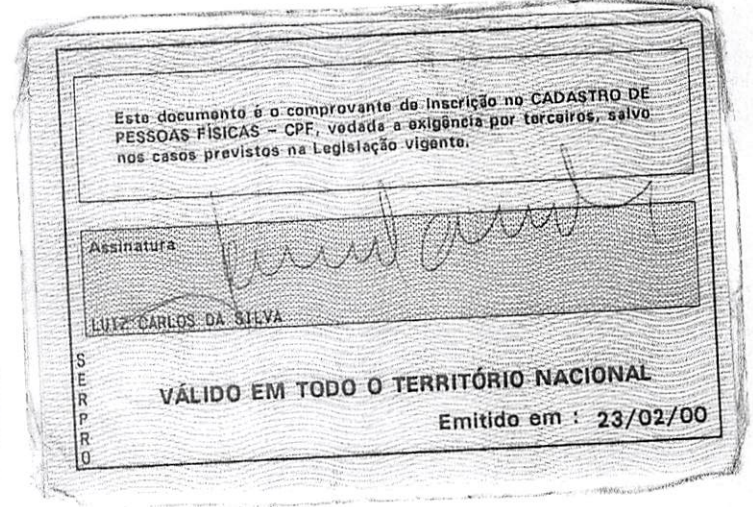 Este documento é o comprovante de inscrição no CADASTRO DE
PESSOAS FÍSICAS – CPF, vedada a exigência por terceiros, salvo
nos casos previstos na Legislação vigente.
Assinatura
LUIZ CARLOS DA SILVA
SERPRO
VÁLIDO EM TODO O TERRITÓRIO NACIONAL
Emitido em : 23/02/00